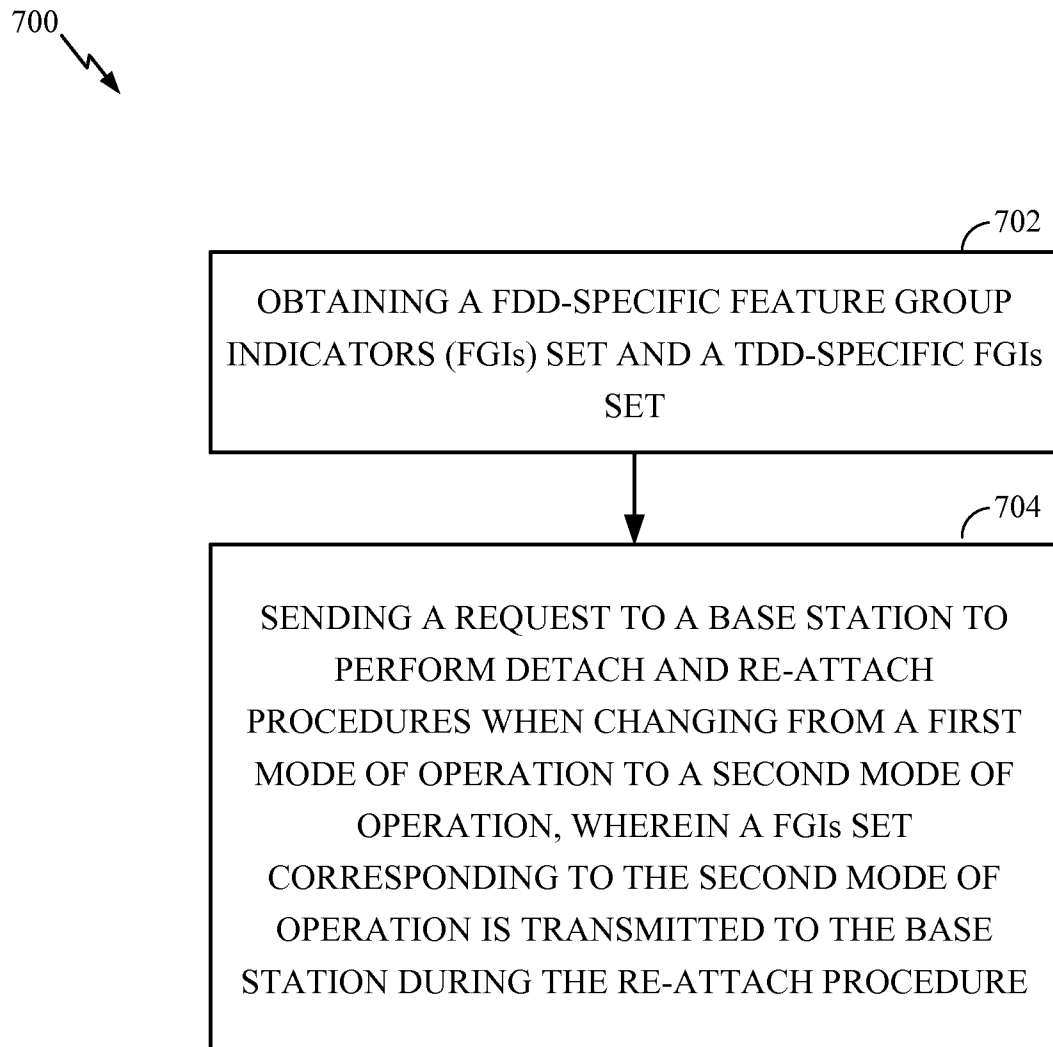 700
702
OBTAINING A FDD-SPECIFIC FEATURE GROUP
INDICATORS (FGIs) SET AND A TDD-SPECIFIC FGIs
SET
704
SENDING A REQUEST TO A BASE STATION TO
PERFORM DETACH AND RE-ATTACH
PROCEDURES WHEN CHANGING FROM A FIRST
MODE OF OPERATION TO A SECOND MODE OF
OPERATION, WHEREIN A FGIs SET
CORRESPONDING TO THE SECOND MODE OF
OPERATION IS TRANSMITTED TO THE BASE
STATION DURING THE RE-ATTACH PROCEDURE